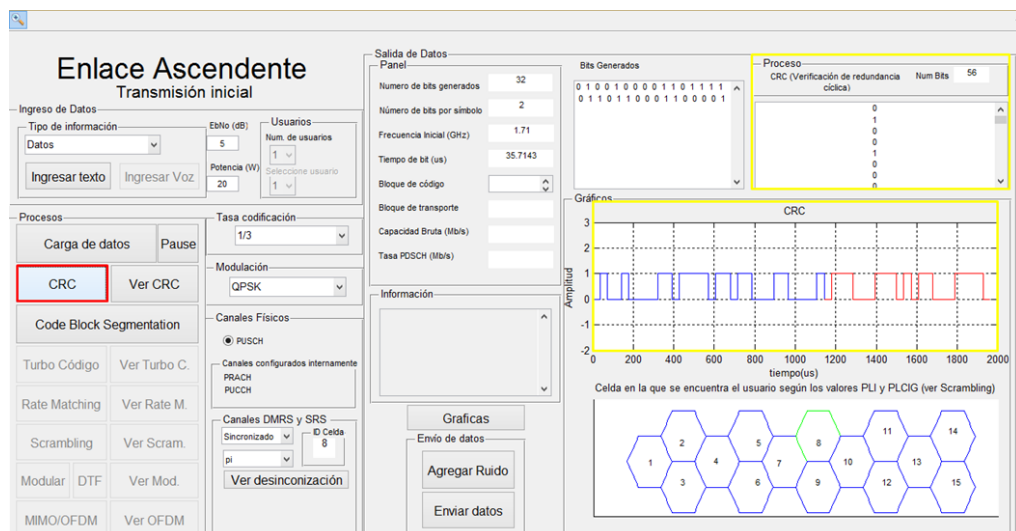 Enlace Ascendente
Transmisión inicial
Ingreso de Datos
Tipo de información
Datos
Ingresar texto
Ingresar Voz
EbNo (dB)
5
Potencia (W)
20
Usuarios
Num. de usuarios
1
Seleccione usuario
1
Procesos
Carga de datos
Pause
CRC
Ver CRC
Code Block Segmentation
Turbo Código
Ver Turbo C.
Rate Matching
Ver Rate M.
Scrambling
Ver Scram.
Modular
DTF
Ver Mod.
MIMO/OFDM
Ver OFDM
Tasa codificación
1/3
Modulación
QPSK
Canales Físicos
PUSCH
Canales configurados internamente
PRACH
PUCCH
Canales DMRS y SRS
Sincronizado
ID Celda
8
pi
Ver desinconización
Salida de Datos
Panel
Numero de bits generados
32
Número de bits por símbolo
2
Frecuencia Inicial (GHz)
1.71
Tiempo de bit (us)
35.7143
Bloque de código
Bloque de transporte
Capacidad Bruta (Mb/s)
Tasa PDSCH (Mb/s)
Información
Graficas
Envío de datos
Agregar Ruido
Enviar datos
Bits Generados
0 1 0 0 1 0 0 0 0 1 1 0 1 1 1 1
0 1 1 0 1 1 0 0 0 1 1 0 0 0 0 1
Proceso
CRC (Verificación de redundancia
cíclica)
Num Bits
56
0
1
0
0
1
0
0
0
Gráficos
CRC
3
2
1
0
-1
-2
Amplitud
0 200 400 600 800 1000 1200 1400 1600 1800 2000
tiempo(us)
Celda en la que se encuentra el usuario según los valores PLI y PLCIG (ver Scrambling)
2 5 8 11 14
1 4 7 10 13
3 6 9 12 15